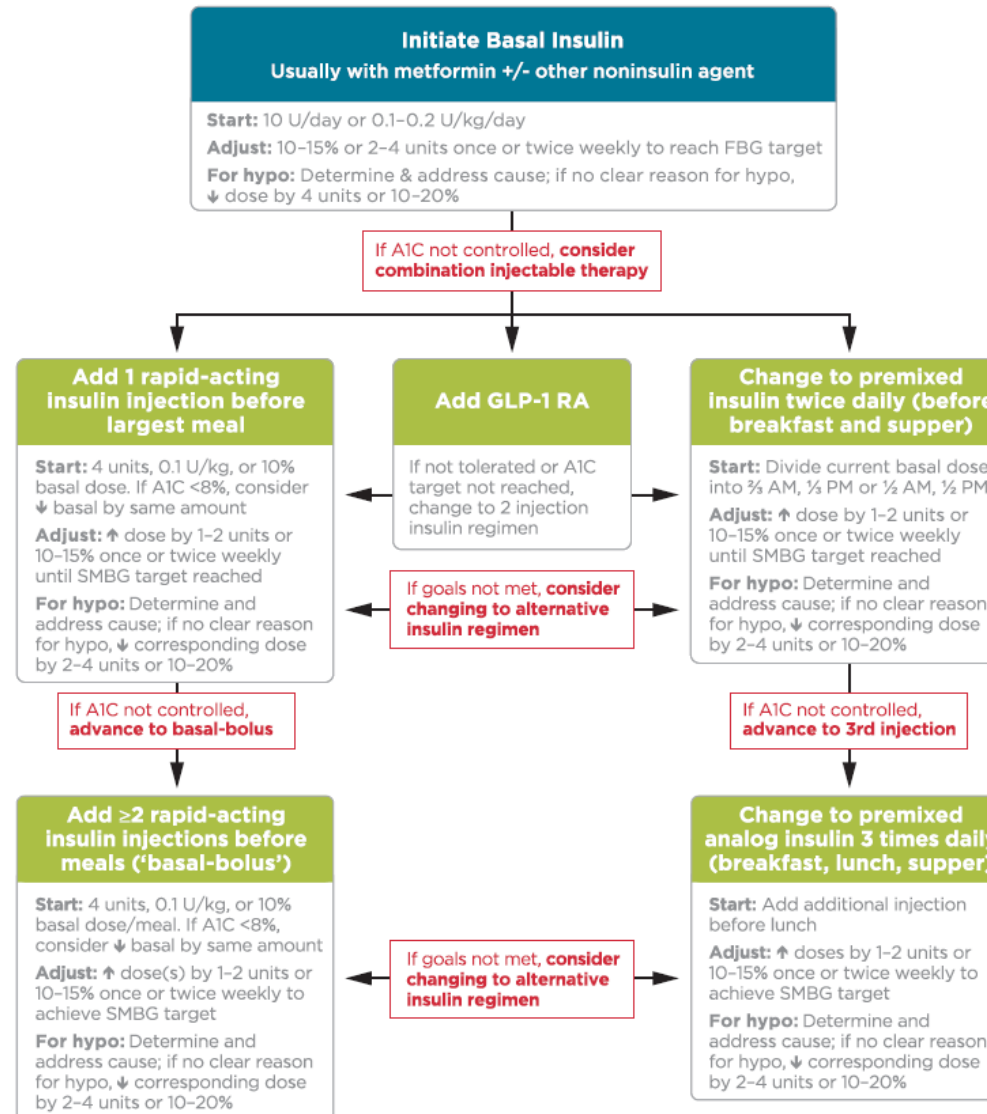 Initiate Basal Insulin
Usually with metformin +/- other noninsulin agent
Start: 10 U/day or 0.1–0.2 U/kg/day
Adjust: 10–15% or 2–4 units once or twice weekly to reach FBG target
For hypo: Determine & address cause; if no clear reason for hypo,
↓ dose by 4 units or 10–20%
If A1C not controlled, consider
combination injectable therapy
Add 1 rapid-acting
insulin injection before
largest meal
Start: 4 units, 0.1 U/kg, or 10%
basal dose. If A1C <8%, consider
↓ basal by same amount
Adjust: ↑ dose by 1–2 units or
10–15% once or twice weekly
until SMBG target reached
For hypo: Determine and
address cause; if no clear reason
for hypo, ↓ corresponding dose
by 2–4 units or 10–20%
Add GLP-1 RA
If not tolerated or A1C
target not reached,
change to 2 injection
insulin regimen
Change to premixed
insulin twice daily (before
breakfast and supper)
Start: Divide current basal dose
into ⅔ AM, ⅓ PM or ½ AM, ½ PM
Adjust: ↑ dose by 1–2 units or
10–15% once or twice weekly
until SMBG target reached
For hypo: Determine and
address cause; if no clear reason
for hypo, ↓ corresponding dose
by 2–4 units or 10–20%
If goals not met, consider
changing to alternative
insulin regimen
If A1C not controlled,
advance to basal-bolus
If A1C not controlled,
advance to 3rd injection
Add ≥2 rapid-acting
insulin injections before
meals (‘basal-bolus’)
Start: 4 units, 0.1 U/kg, or 10%
basal dose/meal. If A1C <8%,
consider ↓ basal by same amount
Adjust: ↑ dose(s) by 1–2 units or
10–15% once or twice weekly to
achieve SMBG target
For hypo: Determine and
address cause; if no clear reason
for hypo, ↓ corresponding dose
by 2–4 units or 10–20%
If goals not met, consider
changing to alternative
insulin regimen
Change to premixed
analog insulin 3 times daily
(breakfast, lunch, supper)
Start: Add additional injection
before lunch
Adjust: ↑ doses by 1–2 units or
10–15% once or twice weekly to
achieve SMBG target
For hypo: Determine and
address cause; if no clear reason
for hypo, ↓ corresponding dose
by 2–4 units or 10–20%